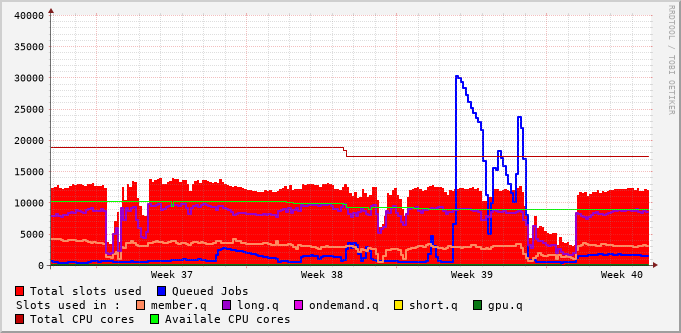 40000
35000
30000
25000
20000
15000
10000
5000
0
Week 37 Week 38 Week 39 Week 40
RRDTOOL / TOBI OETIKER
Total slots used Queued Jobs
Slots used in : member.q long.q ondemand.q short.q gpu.q
Total CPU cores Availale CPU cores